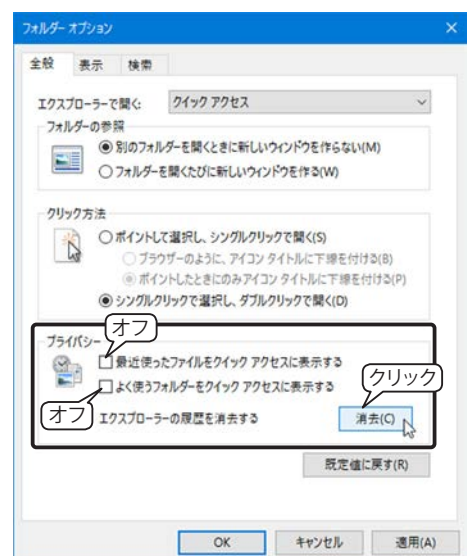 フォルダー オプション
全般 表示 検索
エクスプローラーで開く: クイック アクセス
フォルダーの参照
別のフォルダーを開くときに新しいウィンドウを作らない(M)
フォルダーを開くたびに新しいウィンドウを作る(W)
クリック方法
ポイントして選択し、シングルクリックで開く(S)
ブラウザーのように、アイコン タイトルに下線を付ける(B)
ポイントしたときにのみアイコン タイトルに下線を付ける(P)
シングルクリックで選択し、ダブルクリックで開く(D)
オフ
プライバシー
最近使ったファイルをクイック アクセスに表示する
クリック
よく使うフォルダーをクイック アクセスに表示する
オフ
エクスプローラーの履歴を消去する 消去(C)
既定値に戻す(R)
OK キャンセル 適用(A)